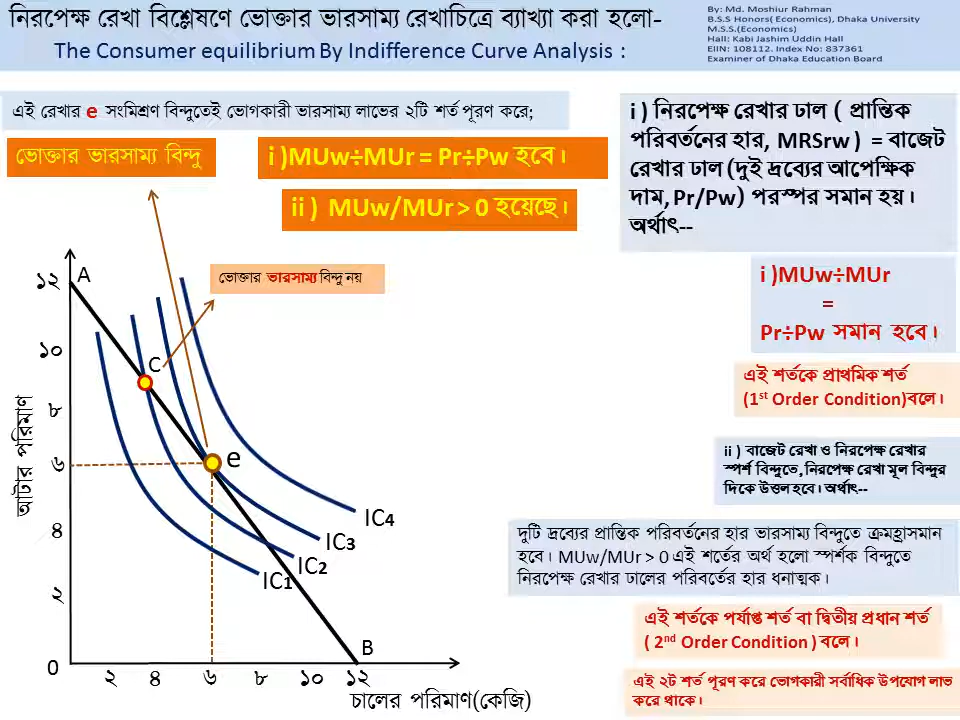 নিরপেক্ষ রেখা বিশ্লেষণে ভোক্তার ভারসাম্য রেখাচিত্রে ব্যাখ্যা করা হলো-
The Consumer equilibrium By Indifference Curve Analysis :
By: Md. Moshiur Rahman
B.S.S Honors( Economics), Dhaka University
M.S.S.(Economics)
Hall: Kabi Jashim Uddin Hall
EIIN: 108112. Index No: 837361
Examiner of Dhaka Education Board
এই রেখার e সংমিশ্রণ বিন্দুতেই ভোগকারী ভারসাম্য লাভের ২টি শর্ত পূরণ করে;
ভোক্তার ভারসাম্য বিন্দু
i )MUw÷MUr = Pr÷Pw হবে।
ii ) MUw/MUr > 0 হয়েছে।
ভোক্তার ভারসাম্য বিন্দু নয়
i ) নিরপেক্ষ রেখার ঢাল ( প্রান্তিক
পরিবর্তনের হার, MRSrw ) = বাজেট
রেখার ঢাল (দুই দ্রব্যের আপেক্ষিক
দাম, Pr/Pw) পরস্পর সমান হয়।
অর্থাৎ--
i )MUw÷MUr
=
Pr÷Pw সমান হবে।
এই শর্তকে প্রাথমিক শর্ত
(1st Order Condition)বলে।
ii ) বাজেট রেখা ও নিরপেক্ষ রেখার
স্পর্শ বিন্দুতে, নিরপেক্ষ রেখা মূল বিন্দুর
দিকে উত্তল হবে। অর্থাৎ--
দুটি দ্রব্যের প্রান্তিক পরিবর্তনের হার ভারসাম্য বিন্দুতে ক্রমহ্রাসমান
হবে। MUw/MUr > 0 এই শর্তের অর্থ হলো স্পর্শক বিন্দুতে
নিরপেক্ষ রেখার ঢালের পরিবর্তের হার ধনাত্মক।
এই শর্তকে পর্যাপ্ত শর্ত বা দ্বিতীয় প্রধান শর্ত
( 2nd Order Condition ) বলে।
এই ২ট শর্ত পূরণ করে ভোগকারী সর্বাধিক উপযোগ লাভ
করে থাকে।
আটার পরিমাণ
১২
১০
৮
৬
৪
২
0
A
C
e
IC4
IC3
IC2
IC1
B
২ ৪ ৬ ৮ ১০ ১২
চালের পরিমাণ(কেজি)